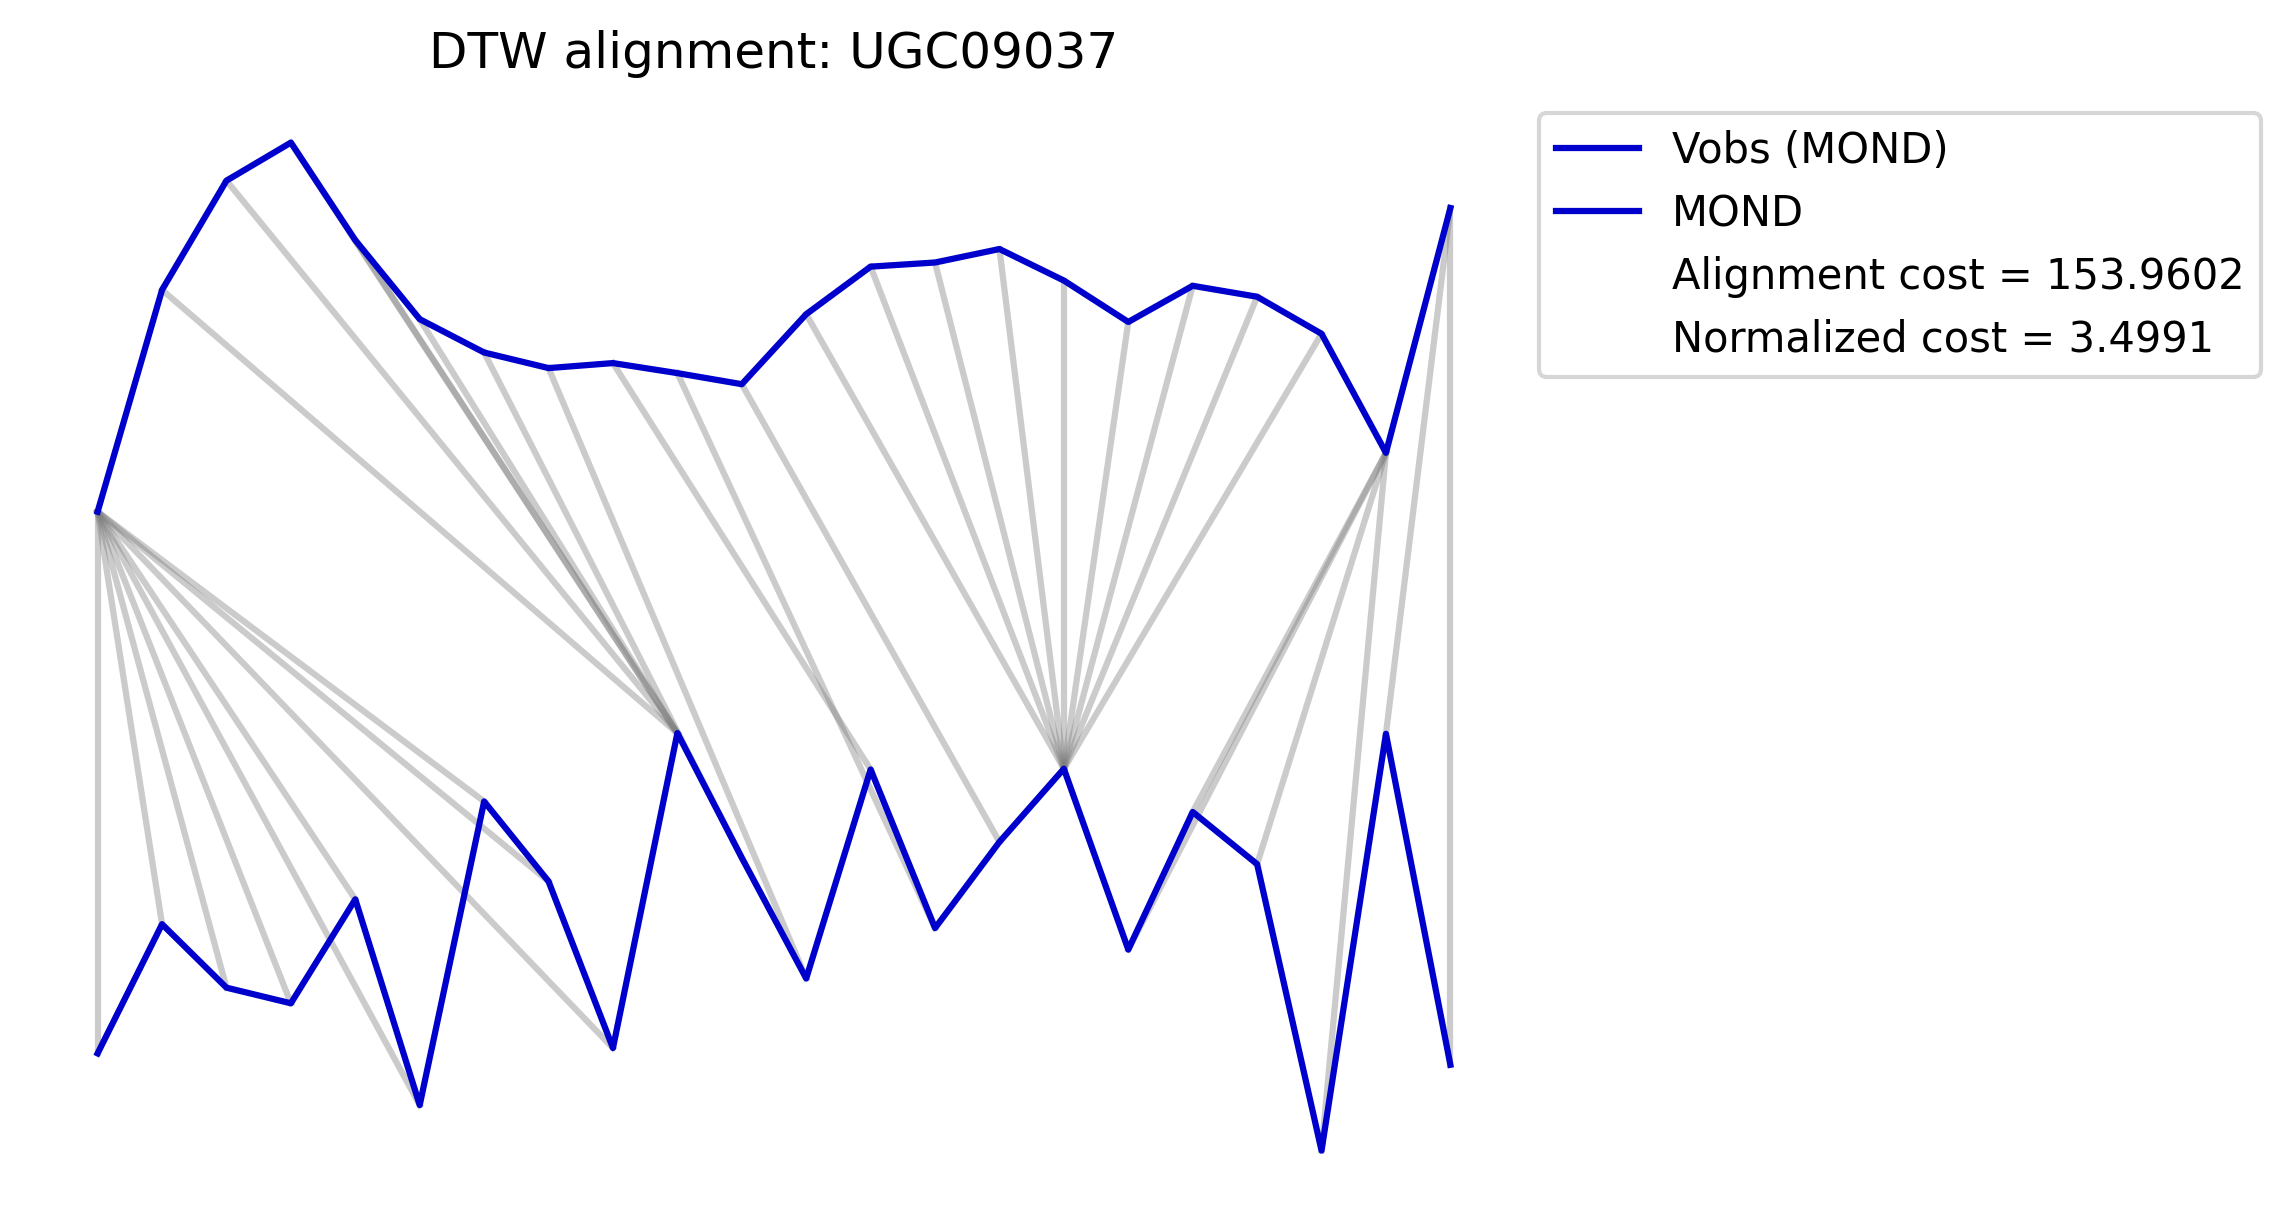 DTW alignment: UGC09037
Vobs (MOND)
MOND
Alignment cost = 153.9602
Normalized cost = 3.4991